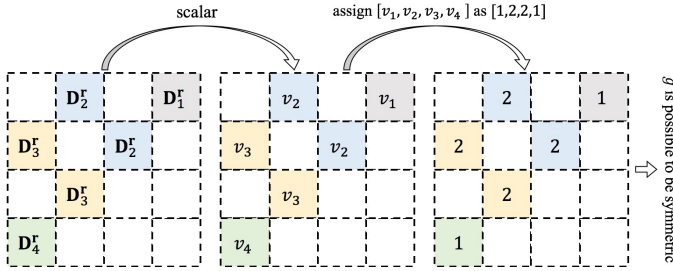 scalar
assign [v₁, v₂, v₃, v₄] as [1,2,2,1]
D₂ʳ D₁ʳ v₂ v₁ 2 1
D₃ʳ D₂ʳ v₃ v₂ 2 2
D₃ʳ v₃ 2
D₄ʳ v₄ 1
g is possible to be symmetric